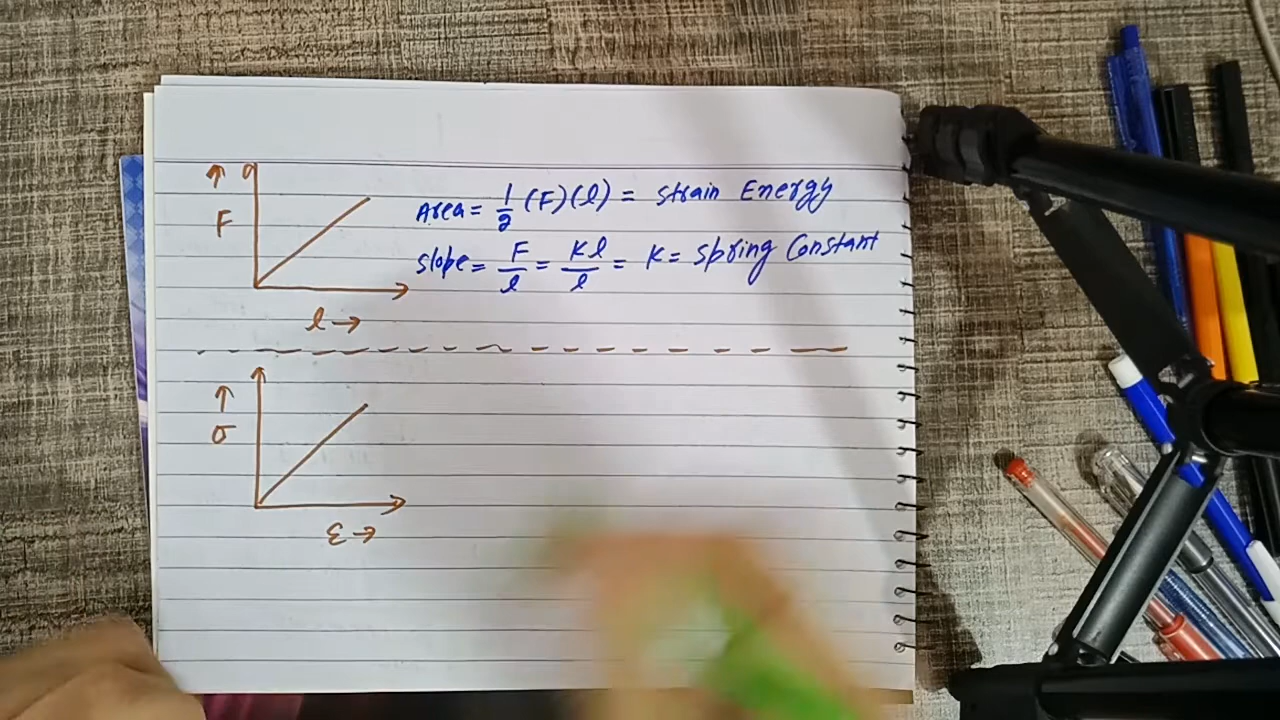 ↑
F
Area = 1/2 (F)(l) = Strain Energy
Slope = F/l = Kl/l = K = Spring Constant
l →
↑
σ
ε →